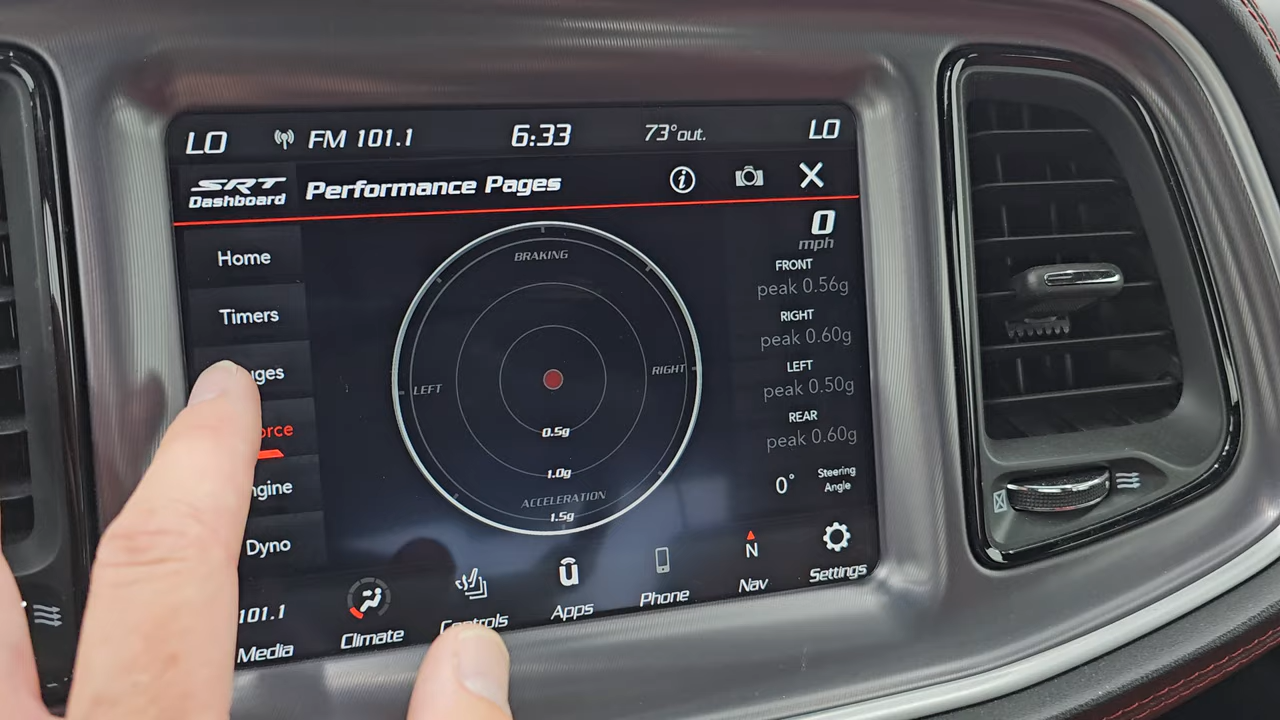 LO FM 101.1 6:33 73°out. LO
SRT Dashboard Performance Pages
0
mph
Home
Timers
BRAKING
LEFT
RIGHT
0.5g
1.0g
ACCELERATION
1.5g
FRONT
peak 0.56g
RIGHT
peak 0.60g
LEFT
peak 0.50g
REAR
peak 0.60g
0° Steering Angle
Dyno
101.1
Media
Climate
Controls
Apps
Phone
N
Nav
Settings